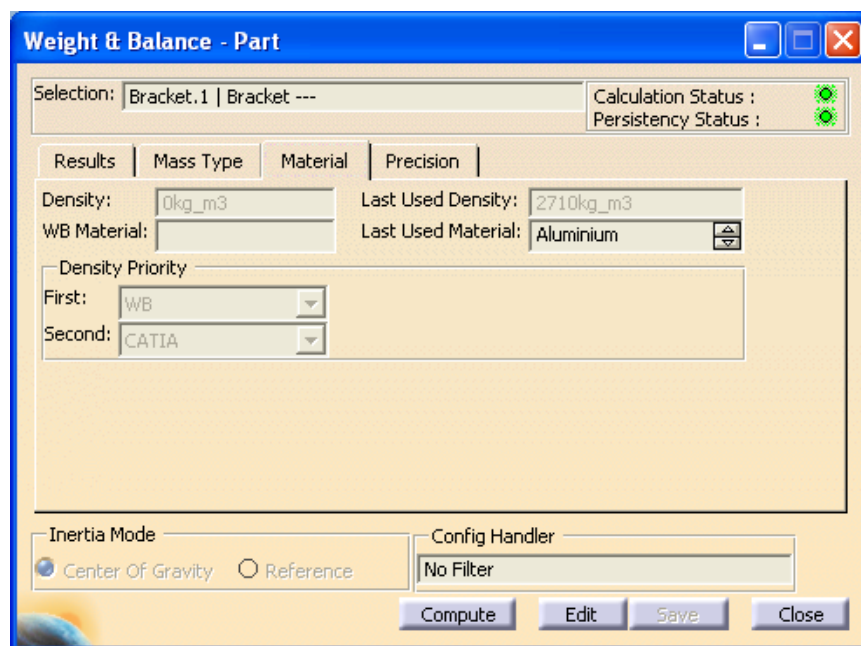 Weight & Balance - Part
Selection: Bracket.1 | Bracket ---
Calculation Status :
Persistency Status :
Results Mass Type Material Precision
Density: 0kg_m3 Last Used Density: 2710kg_m3
WB Material: Last Used Material: Aluminium
Density Priority
First: WB
Second: CATIA
Inertia Mode Config Handler
Center Of Gravity Reference No Filter
Compute Edit Save Close